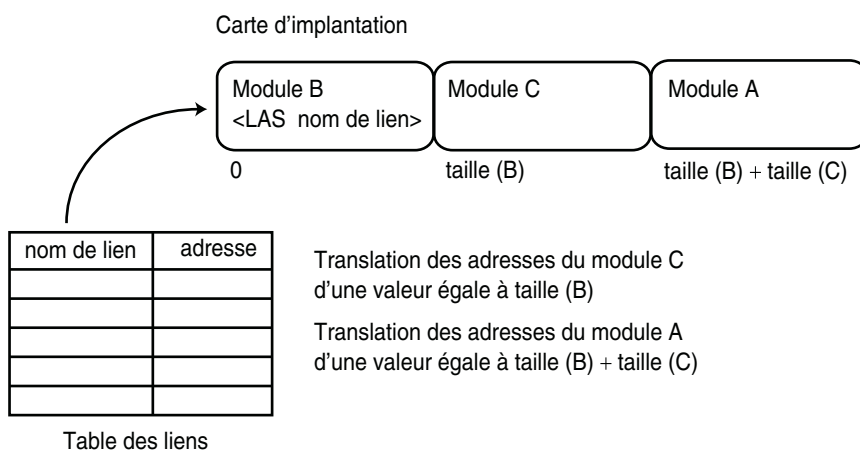 Carte d'implantation
Module B
<LAS nom de lien>
Module C
Module A
0
taille (B)
taille (B) + taille (C)
nom de lien
adresse
Translation des adresses du module C
d'une valeur égale à taille (B)
Translation des adresses du module A
d'une valeur égale à taille (B) + taille (C)
Table des liens